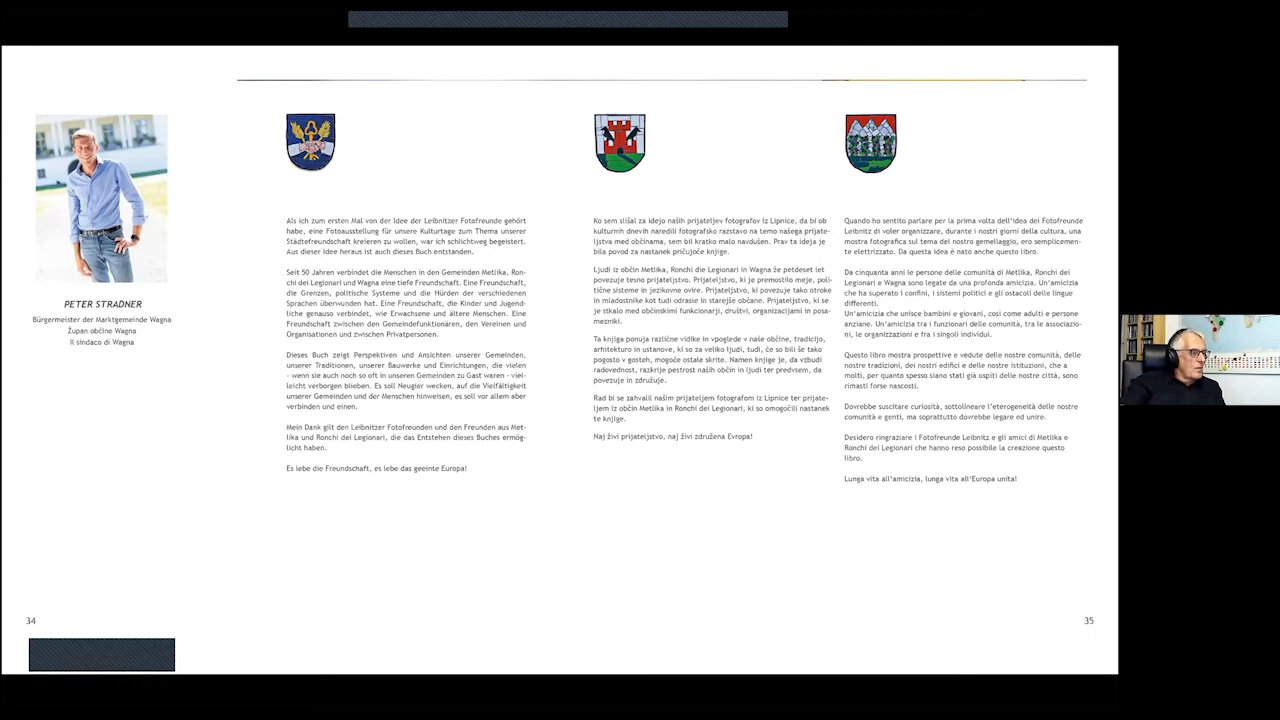 PETER STRADNER
Bürgermeister der Marktgemeinde Wagna
Župan občine Wagna
Il sindaco di Wagna
Als ich zum ersten Mal von der Idee der Leibnitzer Fotofreunde gehört
habe, eine Fotoausstellung für unsere Kulturtage zum Thema unserer
Städtefreundschaft kreieren zu wollen, war ich schlichtweg begeistert.
Aus dieser Idee heraus ist auch dieses Buch entstanden.
Seit 50 Jahren verbindet die Menschen in den Gemeinden Metlika, Ron-
chi dei Legionari und Wagna eine tiefe Freundschaft. Eine Freundschaft,
die Grenzen, politische Systeme und die Hürden der verschiedenen
Sprachen überwunden hat. Eine Freundschaft, die Kinder und Jugend-
liche genauso verbindet, wie Erwachsene und ältere Menschen. Eine
Freundschaft zwischen den Gemeindefunktionären, den Vereinen und
Organisationen und zwischen Privatpersonen.
Dieses Buch zeigt Perspektiven und Ansichten unserer Gemeinden,
unserer Traditionen, unserer Bauwerke und Einrichtungen, die vielen
- wenn sie auch noch so oft in unseren Gemeinden zu Gast waren - viel-
leicht verborgen blieben. Es soll Neugier wecken, auf die Vielfältigkeit
unserer Gemeinden und der Menschen hinweisen, es soll vor allem aber
verbinden und einen.
Mein Dank gilt den Leibnitzer Fotofreunden und den Freunden aus Met-
lika und Ronchi dei Legionari, die das Entstehen dieses Buches ermög-
licht haben.
Es lebe die Freundschaft, es lebe das geeinte Europa!
Ko sem slišal za idejo naših prijateljev fotografov iz Lipnice, da bi ob
kulturnih dnevih naredili fotografsko razstavo na temo našega prijate-
ljstva med občinama, sem bil kratko malo navdušen. Prav ta ideja je
bila povod za nastanek pričujoče knjige.
Ljudi iz občin Metlika, Ronchi die Legionari in Wagna že petdeset let
povezuje tesno prijateljstvo. Prijateljstvo, ki je premostilo meje, poli-
tične sisteme in jezikovne ovire. Prijateljstvo, ki povezuje tako otroke
in mladostnike kot tudi odrasle in starejše občane. Prijateljstvo, ki se
je stkalo med občinskimi funkcionarji, društvi, organizacijami in posa-
mezniki.
Ta knjiga ponuja različne vidike in vpoglede v naše občine, tradicijo,
arhitekturo in ustanove, ki so za veliko ljudi, tudi, če so bili še tako
pogosto v gosteh, mogoče ostale skrite. Namen knjige je, da vzbudi
radovednost, razkrije pestrost naših občin in ljudi ter predvsem, da
povezuje in združuje.
Rad bi se zahvalil našim prijateljem fotografom iz Lipnice ter prijate-
ljem iz občin Metlika in Ronchi dei Legionari, ki so omogočili nastanek
te knjige.
Naj živi prijateljstvo, naj živi združena Evropa!
Quando ho sentito parlare per la prima volta dell'idea dei Fotofreunde
Leibnitz di voler organizzare, durante i nostri giorni della cultura, una
mostra fotografica sul tema del nostro gemellaggio, ero semplicemen-
te elettrizzato. Da questa idea è nato anche questo libro.
Da cinquanta anni le persone delle comunità di Metlika, Ronchi dei
Legionari e Wagna sono legate da una profonda amicizia. Un'amicizia
che ha superato i confini, i sistemi politici e gli ostacoli delle lingue
differenti.
Un'amicizia che unisce bambini e giovani, così come adulti e persone
anziane. Un'amicizia tra i funzionari delle comunità, tra le associazio-
ni, le organizzazioni e fra i singoli individui.
Questo libro mostra prospettive e vedute delle nostre comunità, delle
nostre tradizioni, dei nostri edifici e delle nostre istituzioni, che a
molti, per quanto spesso siano stati già ospiti delle nostre città, sono
rimasti forse nascosti.
Dovrebbe suscitare curiosità, sottolineare l'eterogeneità delle nostre
comunità e genti, ma soprattutto dovrebbe legare ed unire.
Desidero ringraziare i Fotofreunde Leibnitz e gli amici di Metlika e
Ronchi dei Legionari che hanno reso possibile la creazione questo
libro.
Lunga vita all'amicizia, lunga vita all'Europa unita!
34
35